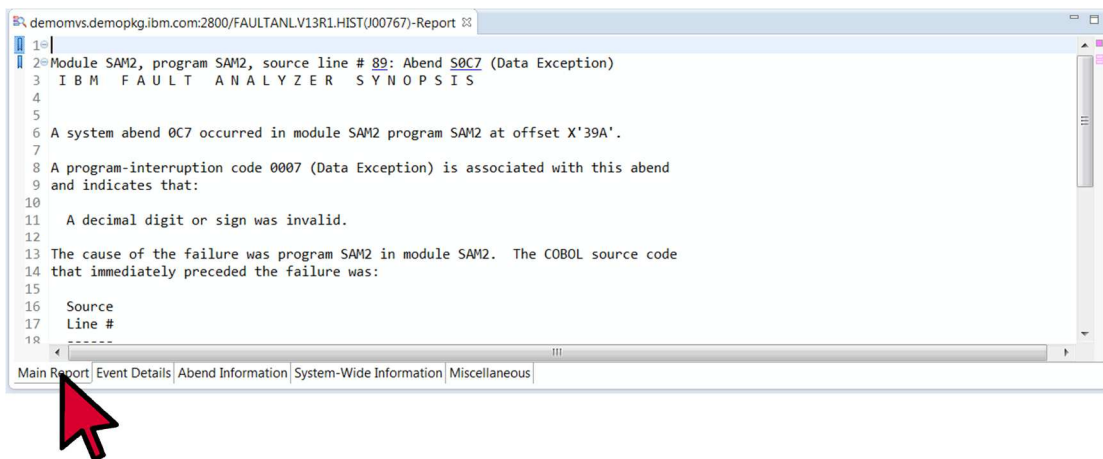 demomvs.demopkg.ibm.com:2800/FAULTANL.V13R1.HIST(J00767)-Report
1
2 Module SAM2, program SAM2, source line # 89: Abend S0C7 (Data Exception)
3 I B M   F A U L T   A N A L Y Z E R   S Y N O P S I S
4
5
6 A system abend 0C7 occurred in module SAM2 program SAM2 at offset X'39A'.
7
8 A program-interruption code 0007 (Data Exception) is associated with this abend
9 and indicates that:
10
11 A decimal digit or sign was invalid.
12
13 The cause of the failure was program SAM2 in module SAM2.  The COBOL source code
14 that immediately preceded the failure was:
15
16 Source
17 Line #
18 ------
Main Report Event Details Abend Information System-Wide Information Miscellaneous